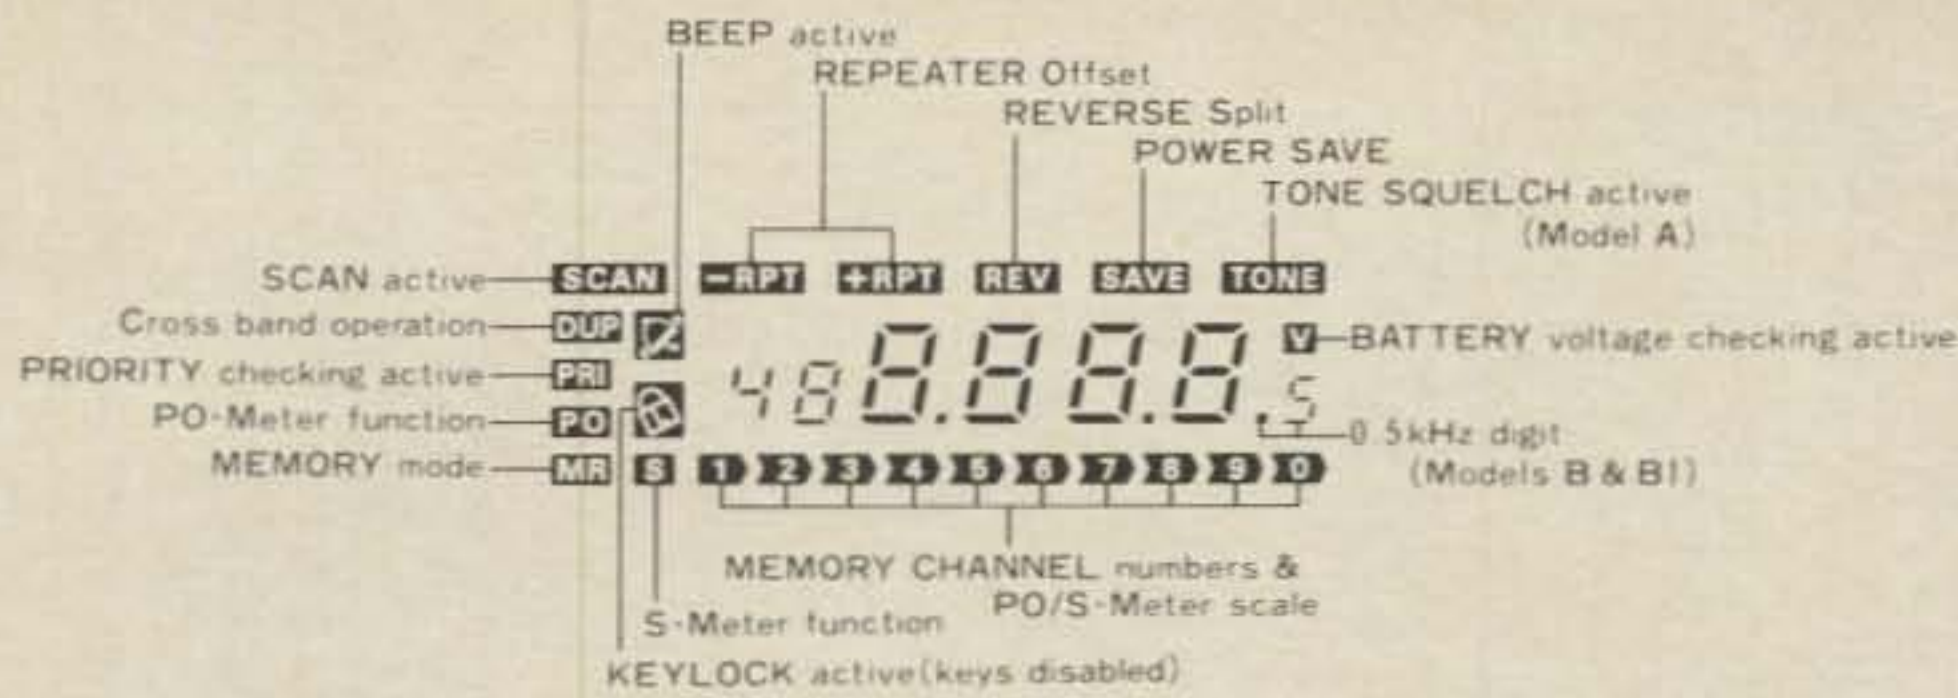 BEEP active
REPEATER Offset
REVERSE Split
POWER SAVE
TONE SQUELCH active
(Model A)
SCAN active
SCAN -RPT +RPT REV SAVE TONE
Cross band operation
DUP
PRIORITY checking active
PRI
PO-Meter function
PO
MEMORY mode
MR S 1 2 3 4 5 6 7 8 9 0
48 8.88.8.5
V
BATTERY voltage checking active
0.5kHz digit
(Models B & B1)
MEMORY CHANNEL numbers &
PO/S-Meter scale
S-Meter function
KEYLOCK active(keys disabled)